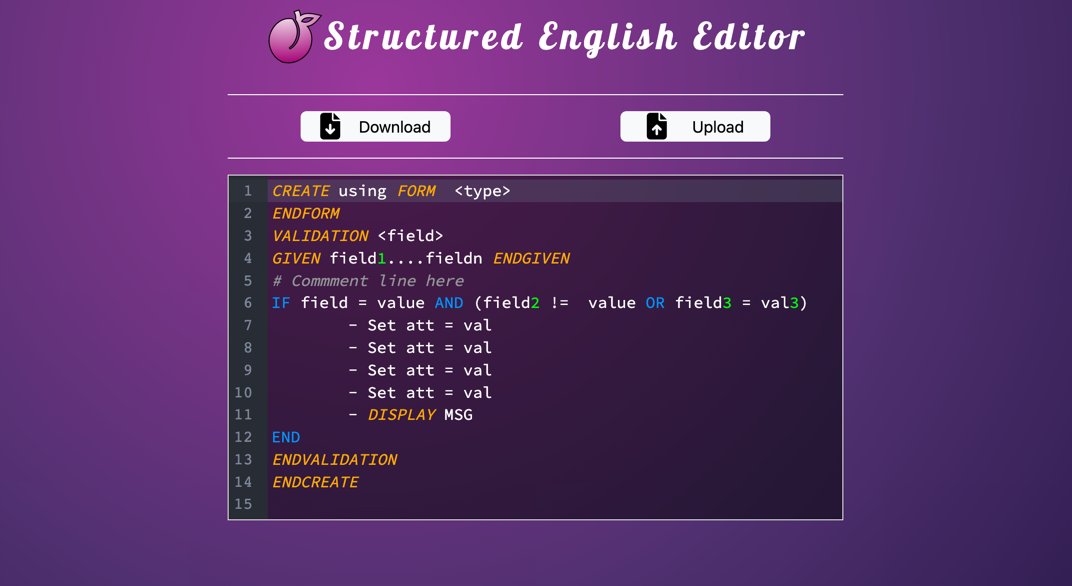 Structured English Editor
Download
Upload
1 CREATE using FORM  <type>
2 ENDFORM
3 VALIDATION <field>
4 GIVEN field1....fieldn ENDGIVEN
5 # Commment line here
6 IF field = value AND (field2 !=  value OR field3 = val3)
7         - Set att = val
8         - Set att = val
9         - Set att = val
10         - Set att = val
11         - DISPLAY MSG
12 END
13 ENDVALIDATION
14 ENDCREATE
15